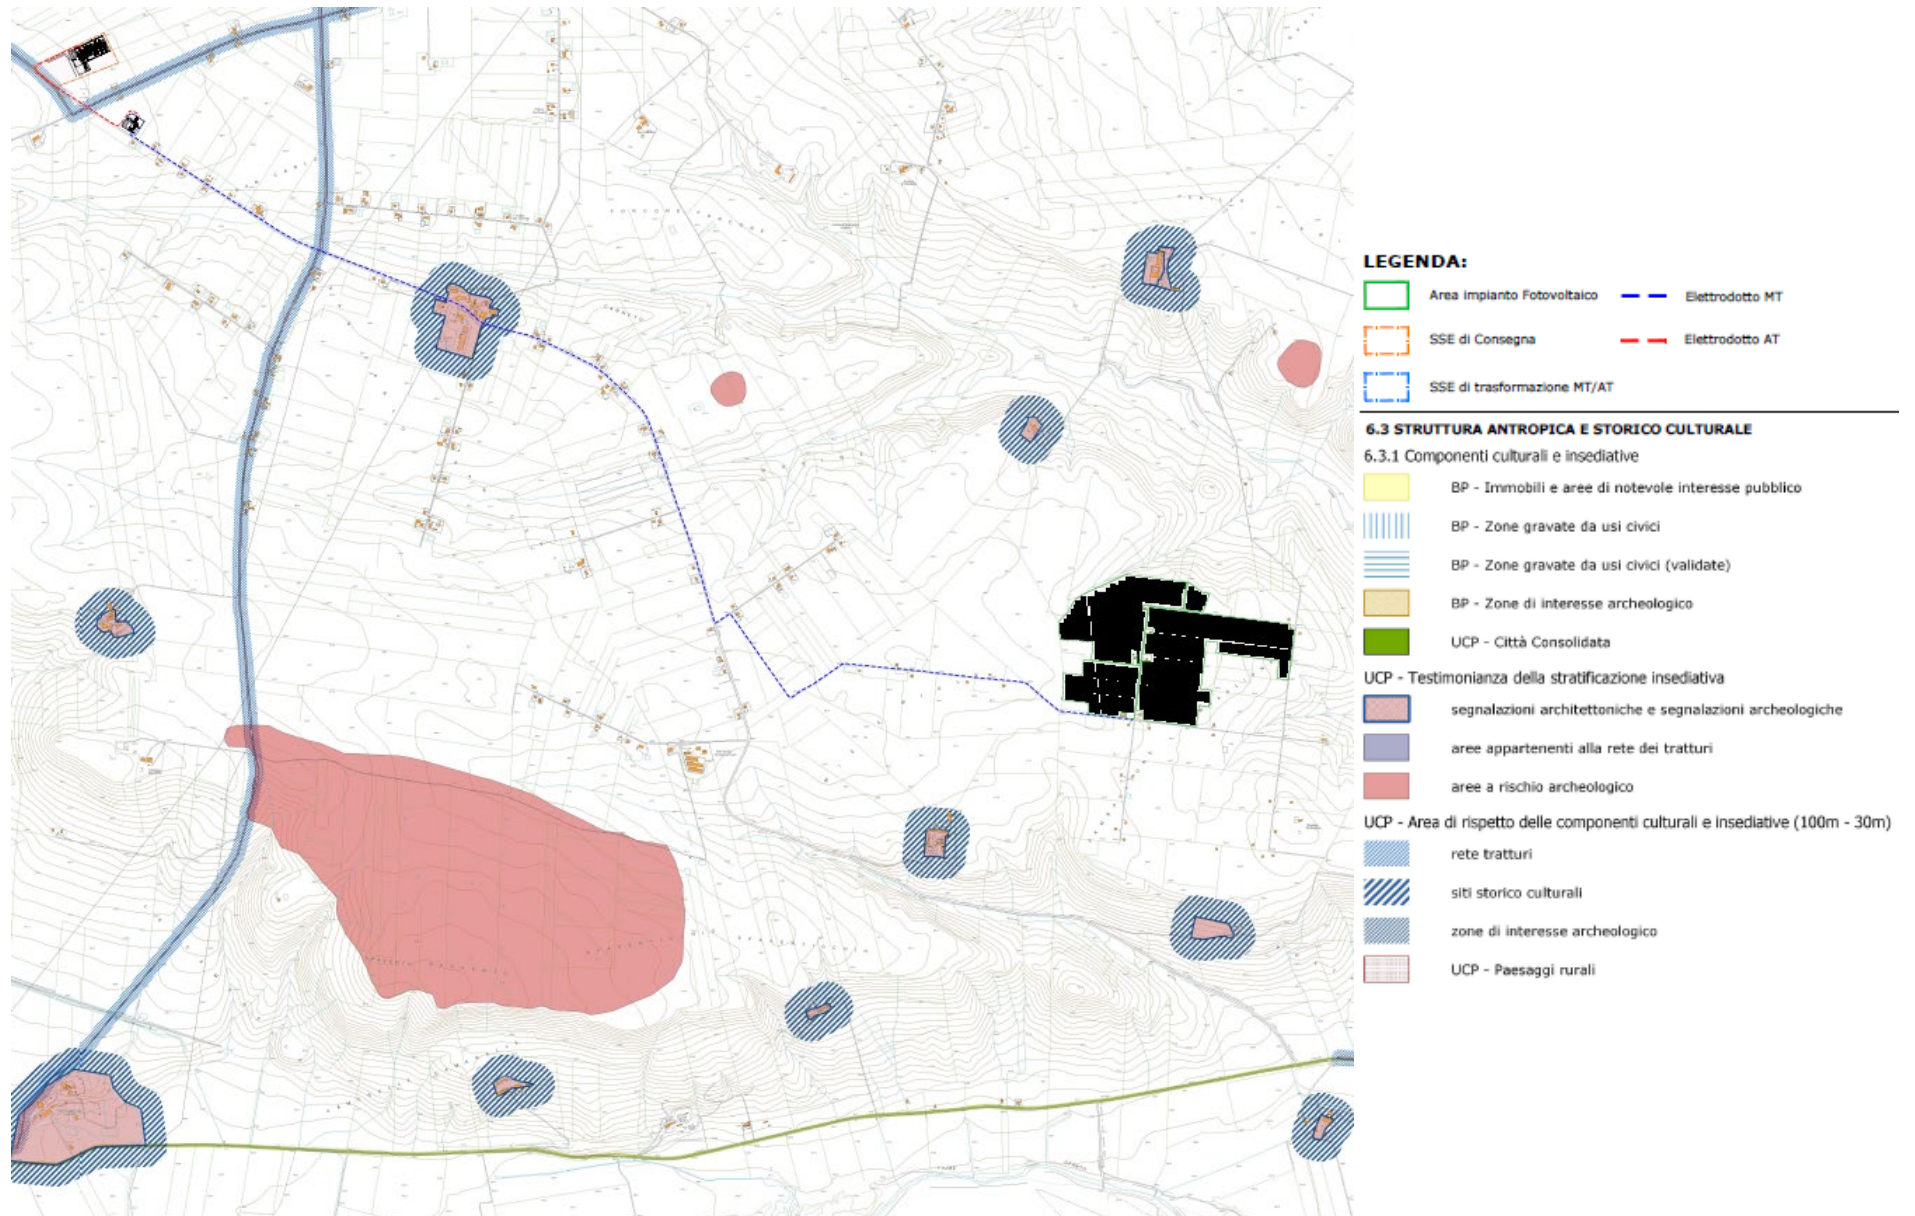 LEGENDA:
Area impianto Fotovoltaico
Elettrodotto MT
SSE di Consegna
Elettrodotto AT
SSE di trasformazione MT/AT
6.3 STRUTTURA ANTROPICA E STORICO CULTURALE
6.3.1 Componenti culturali e insediative
BP - Immobili e aree di notevole interesse pubblico
BP - Zone gravate da usi civici
BP - Zone gravate da usi civici (validate)
BP - Zone di interesse archeologico
UCP - Città Consolidata
UCP - Testimonianza della stratificazione insediativa
segnalazioni architettoniche e segnalazioni archeologiche
aree appartenenti alla rete dei tratturi
aree a rischio archeologico
UCP - Area di rispetto delle componenti culturali e insediative (100m - 30m)
rete tratturi
siti storico culturali
zone di interesse archeologico
UCP - Paesaggi rurali